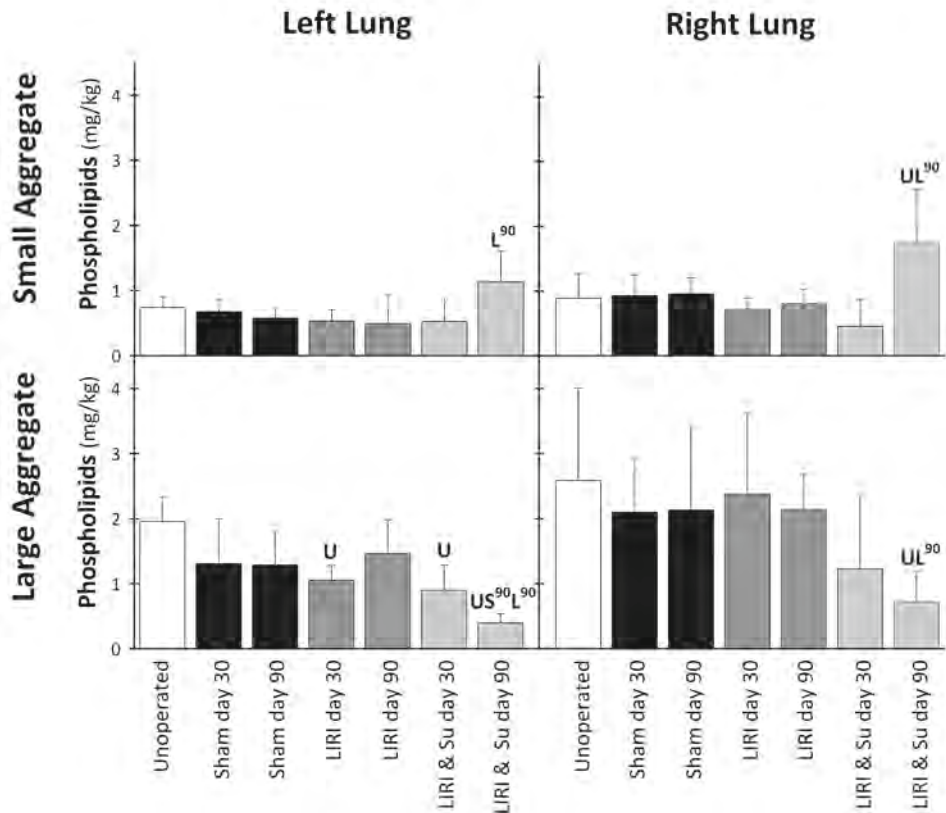 Left Lung
Right Lung
Small Aggregate
Phospholipids (mg/kg)
4
3
2
1
0
L90
UL90
Large Aggregate
Phospholipids (mg/kg)
4
3
2
1
0
U
U
US90L90
UL90
Unoperated
Sham day 30
Sham day 90
LIRI day 30
LIRI day 90
LIRI & Su day 30
LIRI & Su day 90
Unoperated
Sham day 30
Sham day 90
LIRI day 30
LIRI day 90
LIRI & Su day 30
LIRI & Su day 90